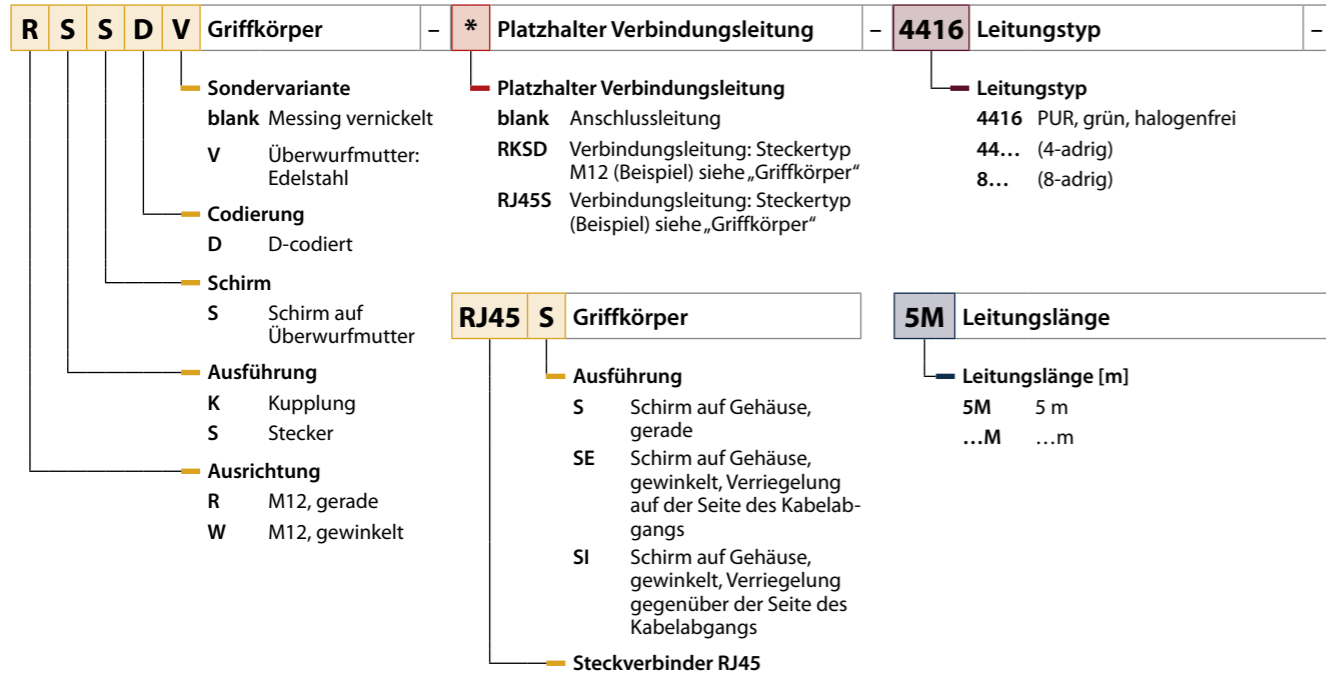 R S S D V Griffkörper – * Platzhalter Verbindungsleitung – 4416 Leitungstyp –
Sondervariante
blank Messing vernickelt
V Überwurfmutter:
Edelstahl
Codierung
D D-codiert
Schirm
S Schirm auf
Überwurfmutter
Ausführung
K Kupplung
S Stecker
Ausrichtung
R M12, gerade
W M12, gewinkelt
Platzhalter Verbindungsleitung
blank Anschlussleitung
RKSD Verbindungsleitung: Steckertyp
M12 (Beispiel) siehe „Griffkörper“
RJ45S Verbindungsleitung: Steckertyp
(Beispiel) siehe „Griffkörper“
Leitungstyp
4416 PUR, grün, halogenfrei
44… (4-adrig)
8… (8-adrig)
RJ45 S Griffkörper
Ausführung
S Schirm auf Gehäuse,
gerade
SE Schirm auf Gehäuse,
gewinkelt, Verriegelung
auf der Seite des Kabelab-
gangs
SI Schirm auf Gehäuse,
gewinkelt, Verriegelung
gegenüber der Seite des
Kabelabgangs
Steckverbinder RJ45
5M Leitungslänge
Leitungslänge [m]
5M 5 m
…M …m